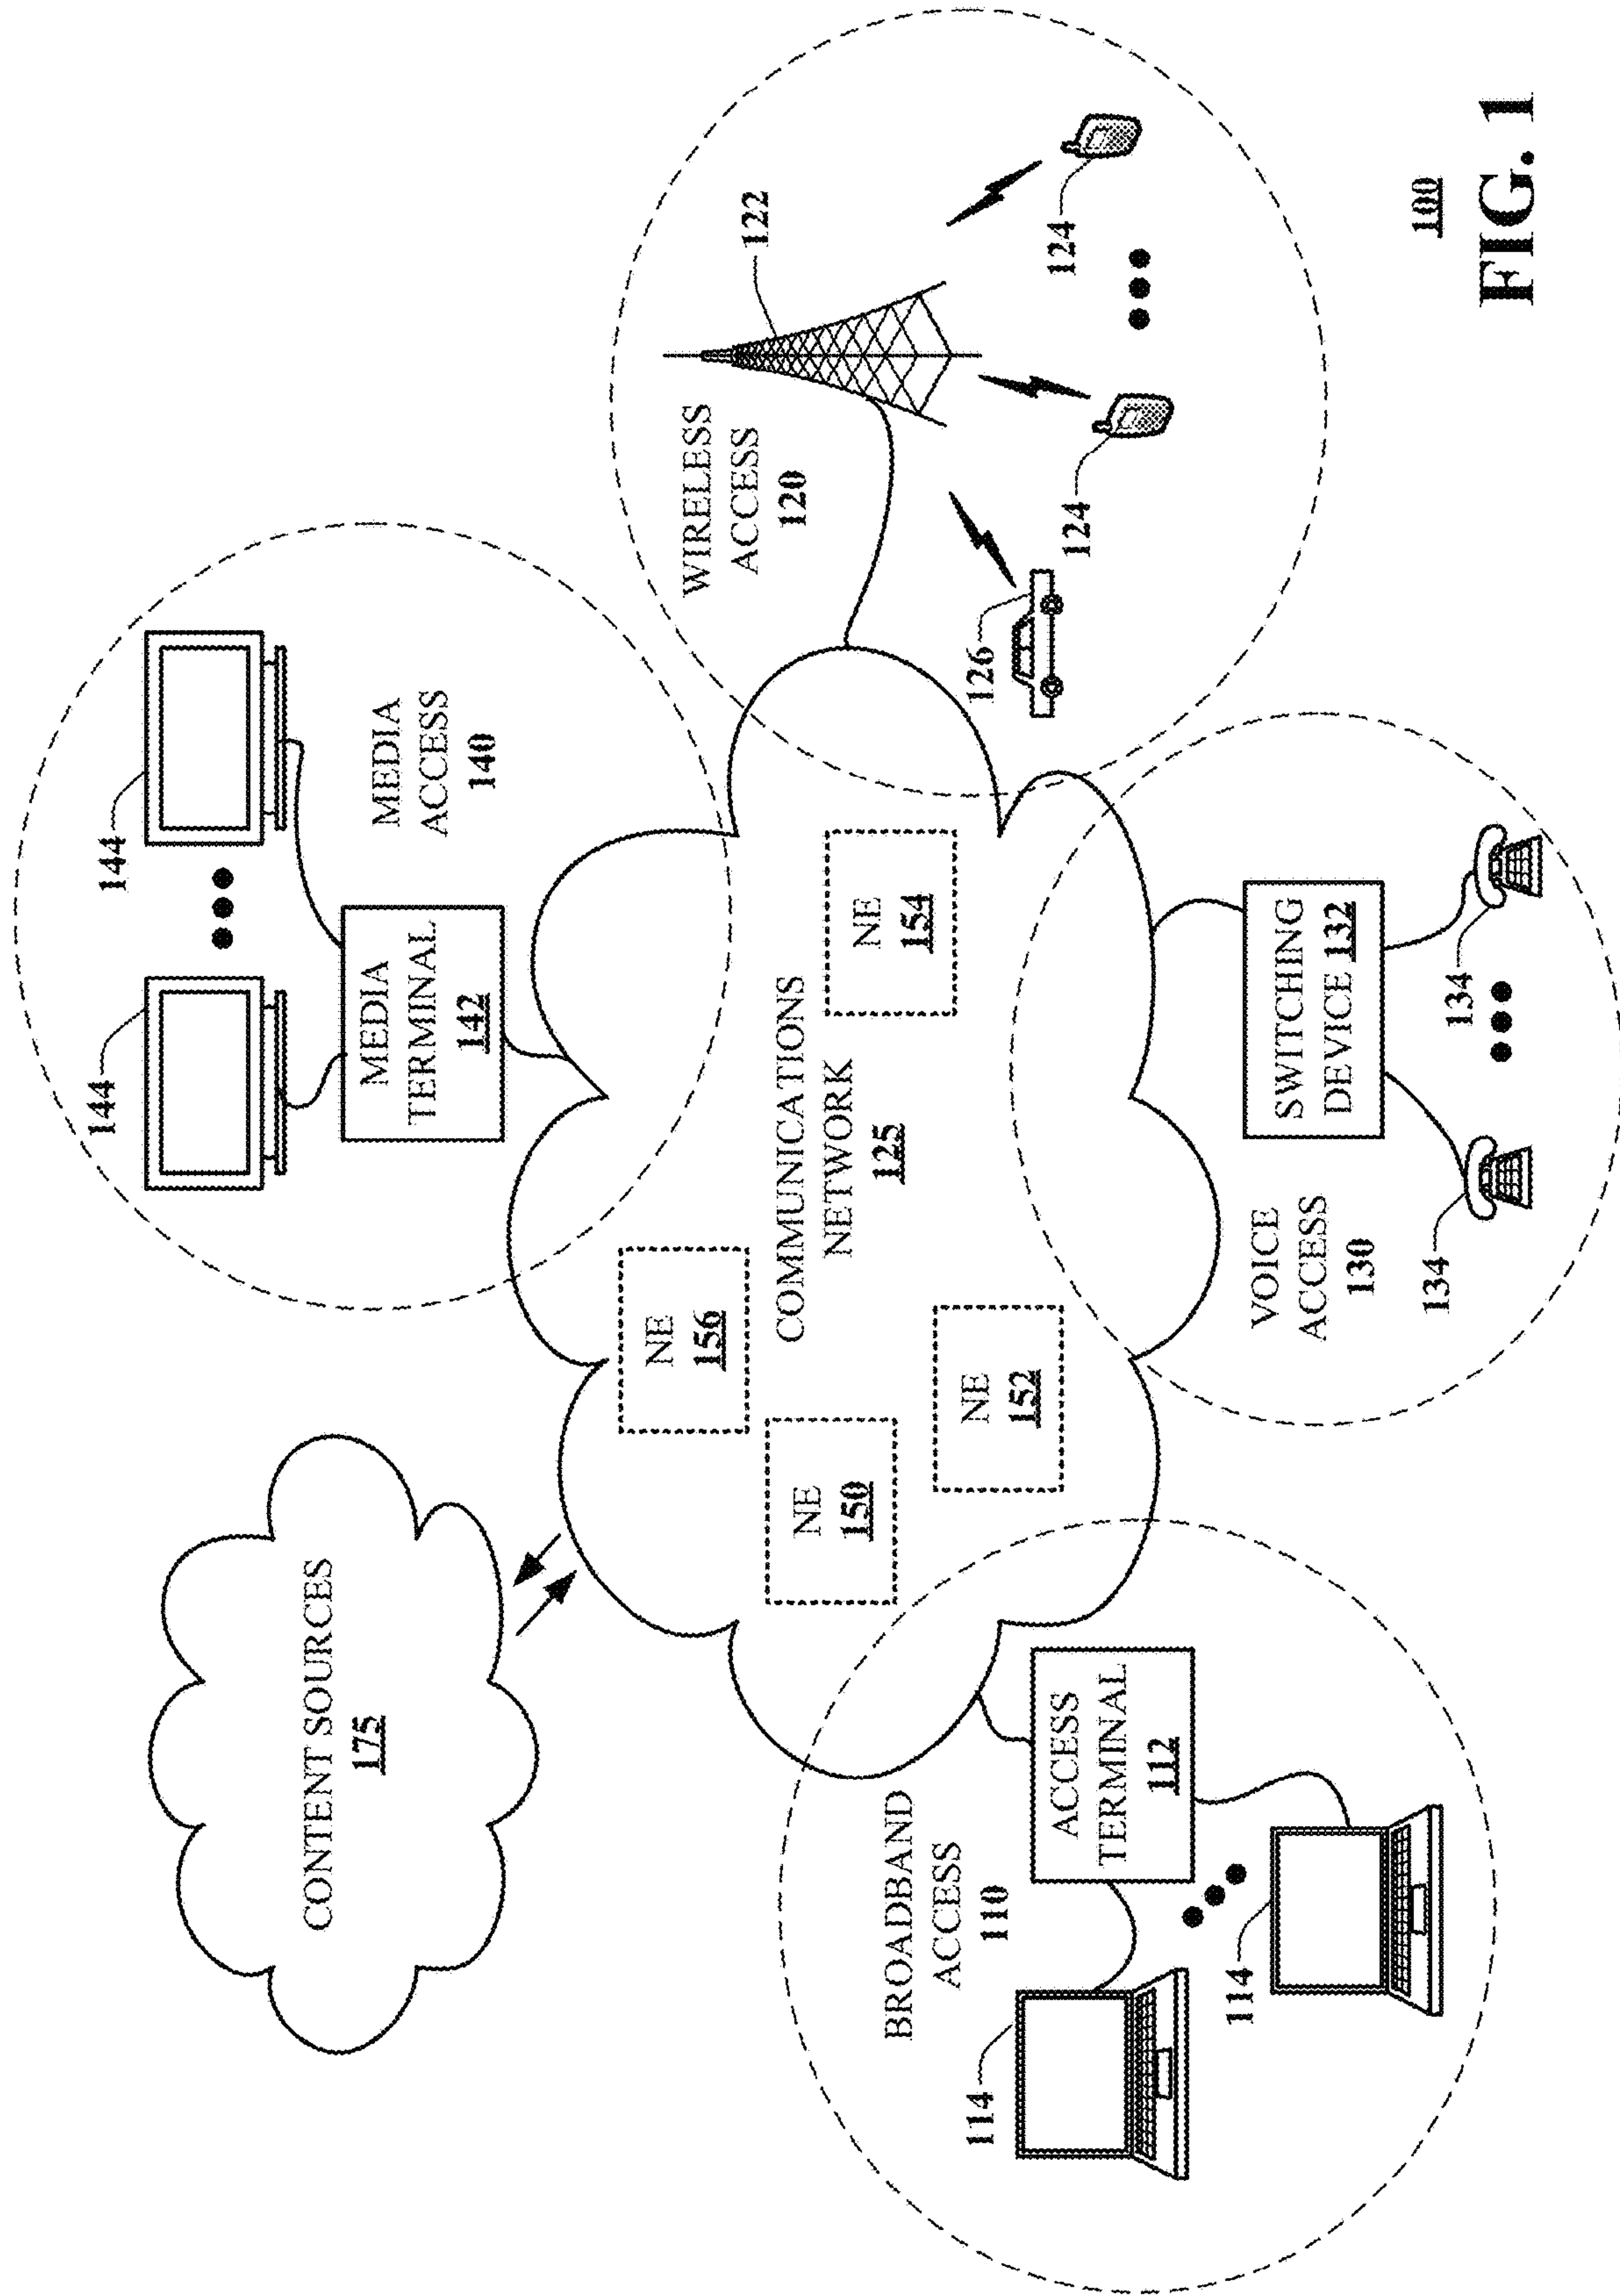 CONTENT SOURCES
175
144
144
MEDIA
TERMINAL
142
MEDIA
ACCESS
140
WIRELESS
ACCESS
120
122
124
124
126
NE
156
NE
150
NE
152
NE
154
COMMUNICATIONS
NETWORK
125
BROADBAND
ACCESS
110
ACCESS
TERMINAL
112
114
114
VOICE
ACCESS
130
SWITCHING
DEVICE 132
134
134
100
FIG. 1